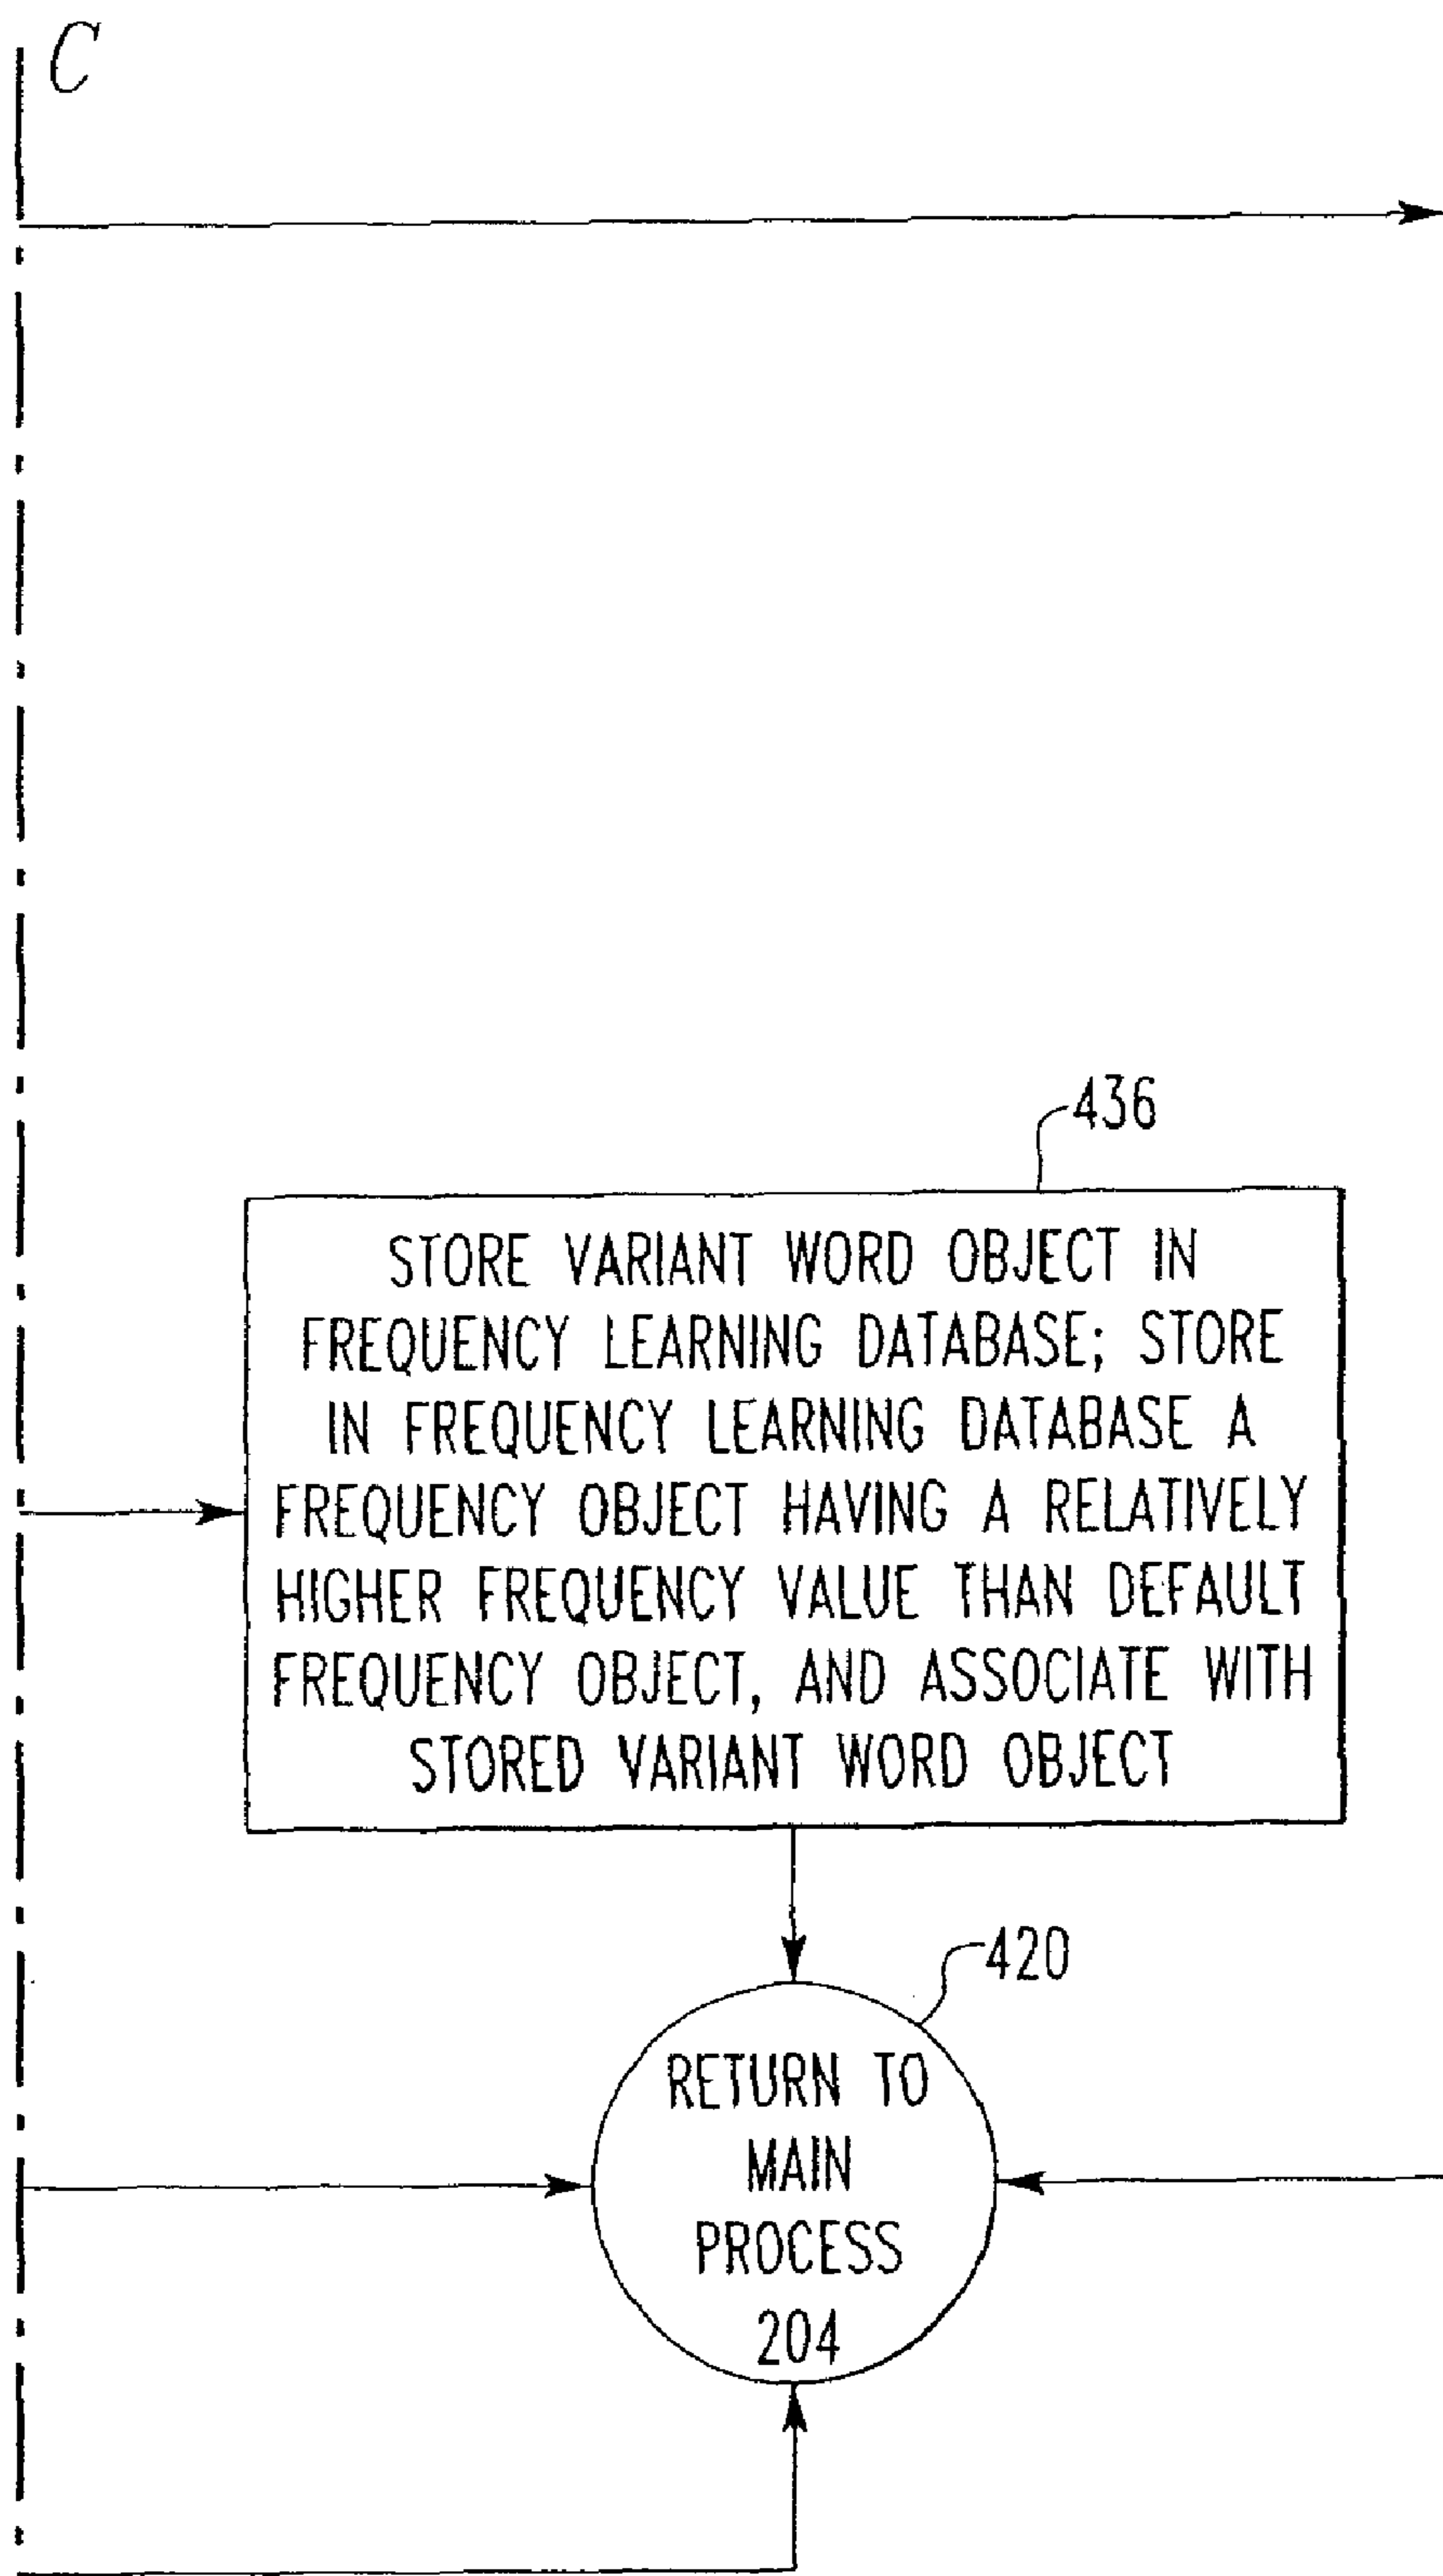 C
436
STORE VARIANT WORD OBJECT IN
FREQUENCY LEARNING DATABASE; STORE
IN FREQUENCY LEARNING DATABASE A
FREQUENCY OBJECT HAVING A RELATIVELY
HIGHER FREQUENCY VALUE THAN DEFAULT
FREQUENCY OBJECT, AND ASSOCIATE WITH
STORED VARIANT WORD OBJECT
420
RETURN TO
MAIN
PROCESS
204